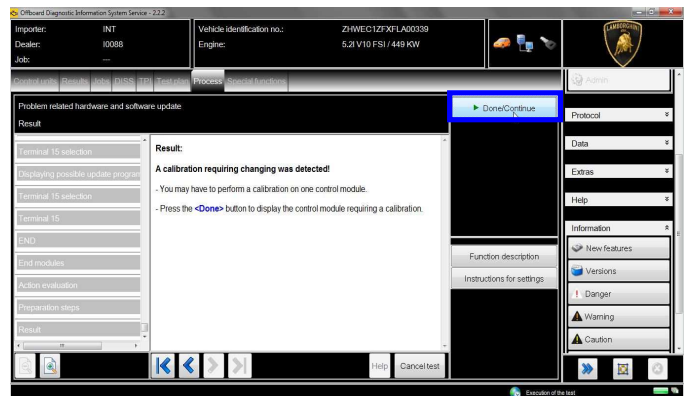 Offboard Diagnostic Information System Service - 2.2.2
Importer: INT
Dealer: I0088
Job: ---
Vehicle identification no.: ZHWEC1ZFXFLA00339
Engine: 5.2l V10 FSI / 449 KW
LAMBORGHINI
Control units Results Jobs DISS TPI Test plan Process Special functions
Admin
Problem related hardware and software update
Result
Done/Continue
Protocol
Data
Extras
Help
Information
New features
Versions
Danger
Warning
Caution
Terminal 15 selection
Displaying possible update program
Terminal 15 selection
Terminal 15
END
End modules
Action evaluation
Preparation steps
Result
Result:
A calibration requiring changing was detected!
- You may have to perform a calibration on one control module.
- Press the <Done> button to display the control module requiring a calibration.
Function description
Instructions for settings
Help
Cancel test
Execution of the test